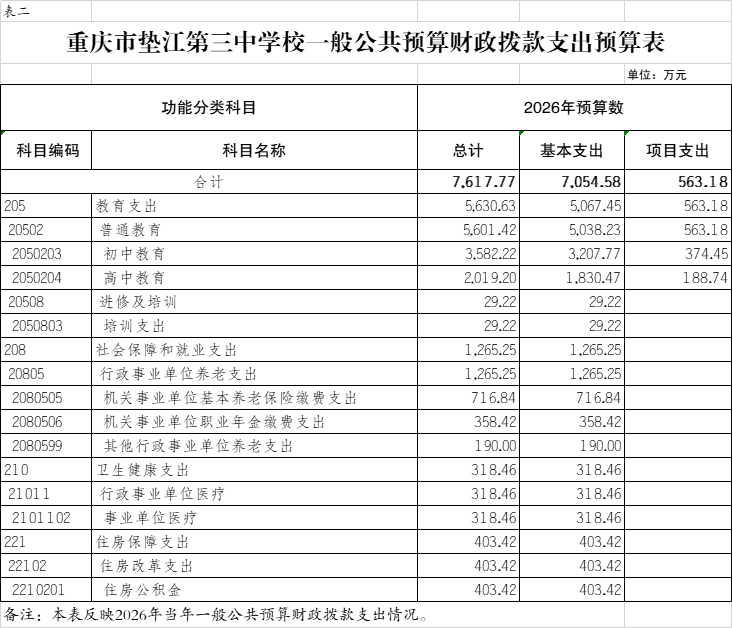 表二
重庆市垫江第三中学校一般公共预算财政拨款支出预算表
单位：万元
功能分类科目 2026年预算数
科目编码 科目名称 总计 基本支出 项目支出
合计 7,617.77 7,054.58 563.18
205 教育支出 5,630.63 5,067.45 563.18
20502 普通教育 5,601.42 5,038.23 563.18
2050203 初中教育 3,582.22 3,207.77 374.45
2050204 高中教育 2,019.20 1,830.47 188.74
20508 进修及培训 29.22 29.22
2050803 培训支出 29.22 29.22
208 社会保障和就业支出 1,265.25 1,265.25
20805 行政事业单位养老支出 1,265.25 1,265.25
2080505 机关事业单位基本养老保险缴费支出 716.84 716.84
2080506 机关事业单位职业年金缴费支出 358.42 358.42
2080599 其他行政事业单位养老支出 190.00 190.00
210 卫生健康支出 318.46 318.46
21011 行政事业单位医疗 318.46 318.46
2101102 事业单位医疗 318.46 318.46
221 住房保障支出 403.42 403.42
22102 住房改革支出 403.42 403.42
2210201 住房公积金 403.42 403.42
备注：本表反映2026年当年一般公共预算财政拨款支出情况。